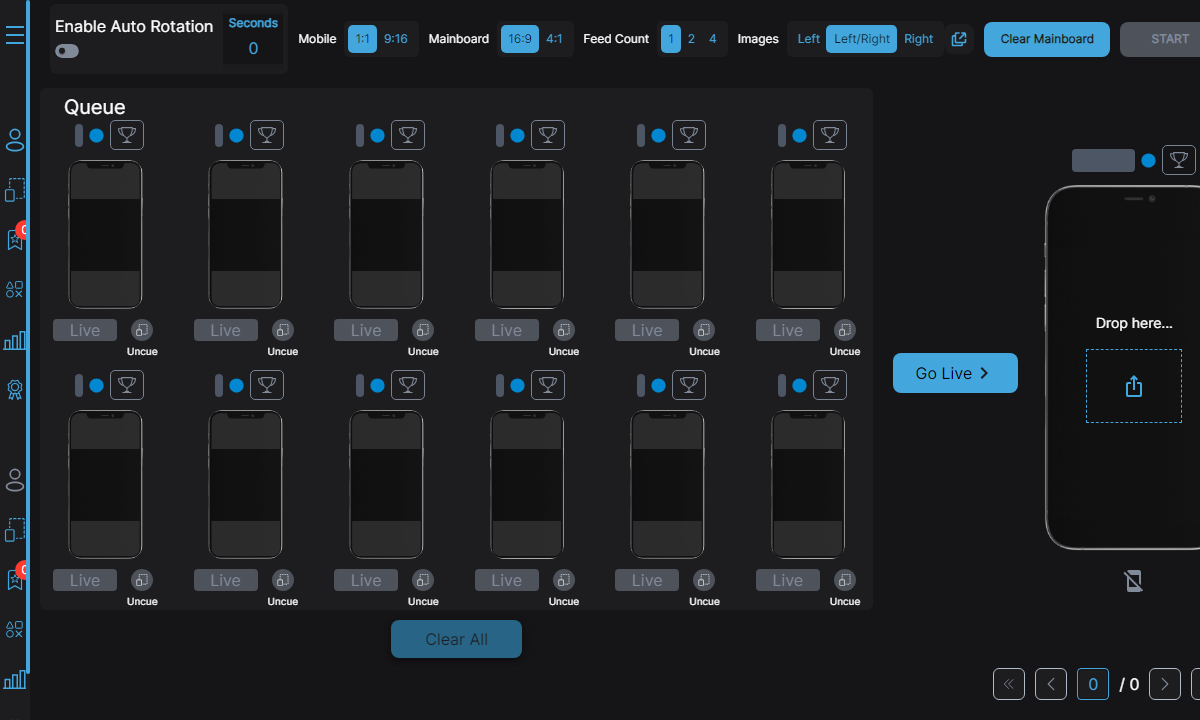 Enable Auto Rotation
Seconds
0
Mobile 1:1 9:16 Mainboard 16:9 4:1 Feed Count 1 2 4 Images Left Left/Right Right Clear Mainboard START
Queue
Live Live Live Live Live Live
Uncue Uncue Uncue Uncue Uncue Uncue
Drop here...
Go Live
Live Live Live Live Live Live
Uncue Uncue Uncue Uncue Uncue Uncue
Clear All
0 / 0